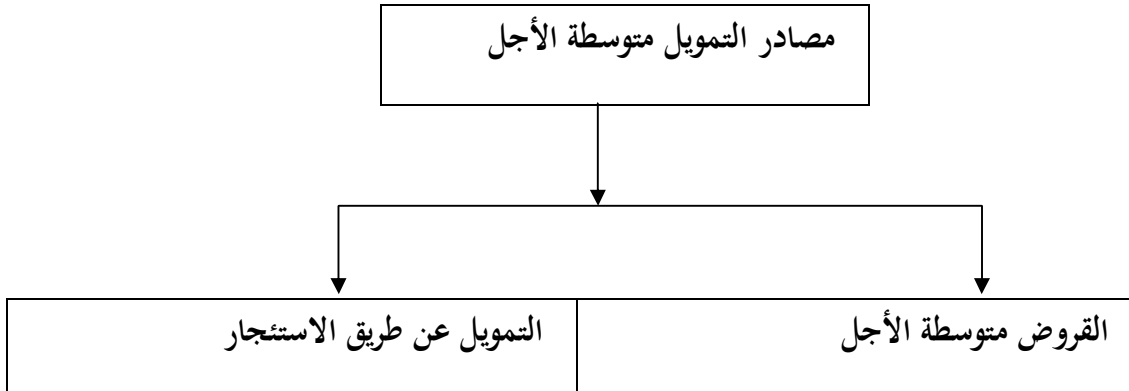 مصادر التمويل متوسطة الأجل
القروض متوسطة الأجل
التمويل عن طريق الاستئجار